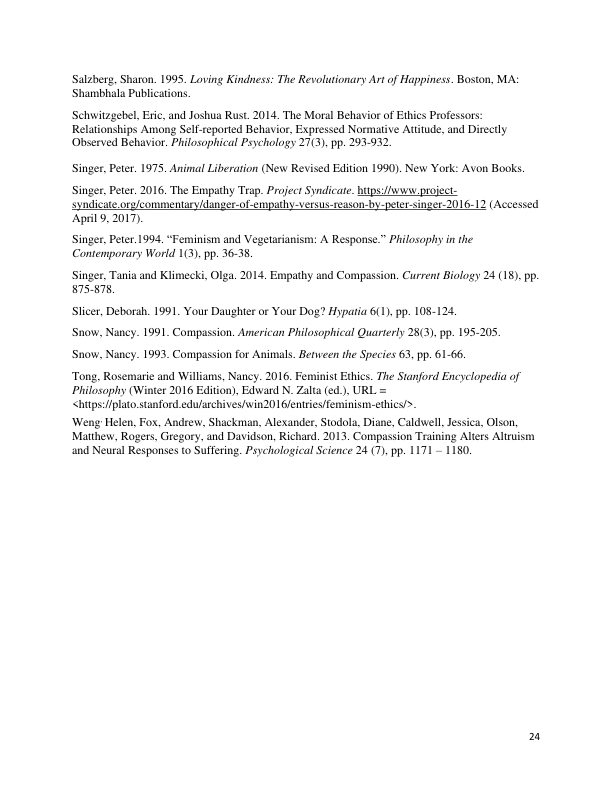 Salzberg, Sharon. 1995. Loving Kindness: The Revolutionary Art of Happiness. Boston, MA:
Shambhala Publications.
Schwitzgebel, Eric, and Joshua Rust. 2014. The Moral Behavior of Ethics Professors:
Relationships Among Self-reported Behavior, Expressed Normative Attitude, and Directly
Observed Behavior. Philosophical Psychology 27(3), pp. 293-932.
Singer, Peter. 1975. Animal Liberation (New Revised Edition 1990). New York: Avon Books.
Singer, Peter. 2016. The Empathy Trap. Project Syndicate. https://www.project-
syndicate.org/commentary/danger-of-empathy-versus-reason-by-peter-singer-2016-12 (Accessed
April 9, 2017).
Singer, Peter.1994. “Feminism and Vegetarianism: A Response.” Philosophy in the
Contemporary World 1(3), pp. 36-38.
Singer, Tania and Klimecki, Olga. 2014. Empathy and Compassion. Current Biology 24 (18), pp.
875-878.
Slicer, Deborah. 1991. Your Daughter or Your Dog? Hypatia 6(1), pp. 108-124.
Snow, Nancy. 1991. Compassion. American Philosophical Quarterly 28(3), pp. 195-205.
Snow, Nancy. 1993. Compassion for Animals. Between the Species 63, pp. 61-66.
Tong, Rosemarie and Williams, Nancy. 2016. Feminist Ethics. The Stanford Encyclopedia of
Philosophy (Winter 2016 Edition), Edward N. Zalta (ed.), URL =
<https://plato.stanford.edu/archives/win2016/entries/feminism-ethics/>.
Weng, Helen, Fox, Andrew, Shackman, Alexander, Stodola, Diane, Caldwell, Jessica, Olson,
Matthew, Rogers, Gregory, and Davidson, Richard. 2013. Compassion Training Alters Altruism
and Neural Responses to Suffering. Psychological Science 24 (7), pp. 1171 – 1180.
24